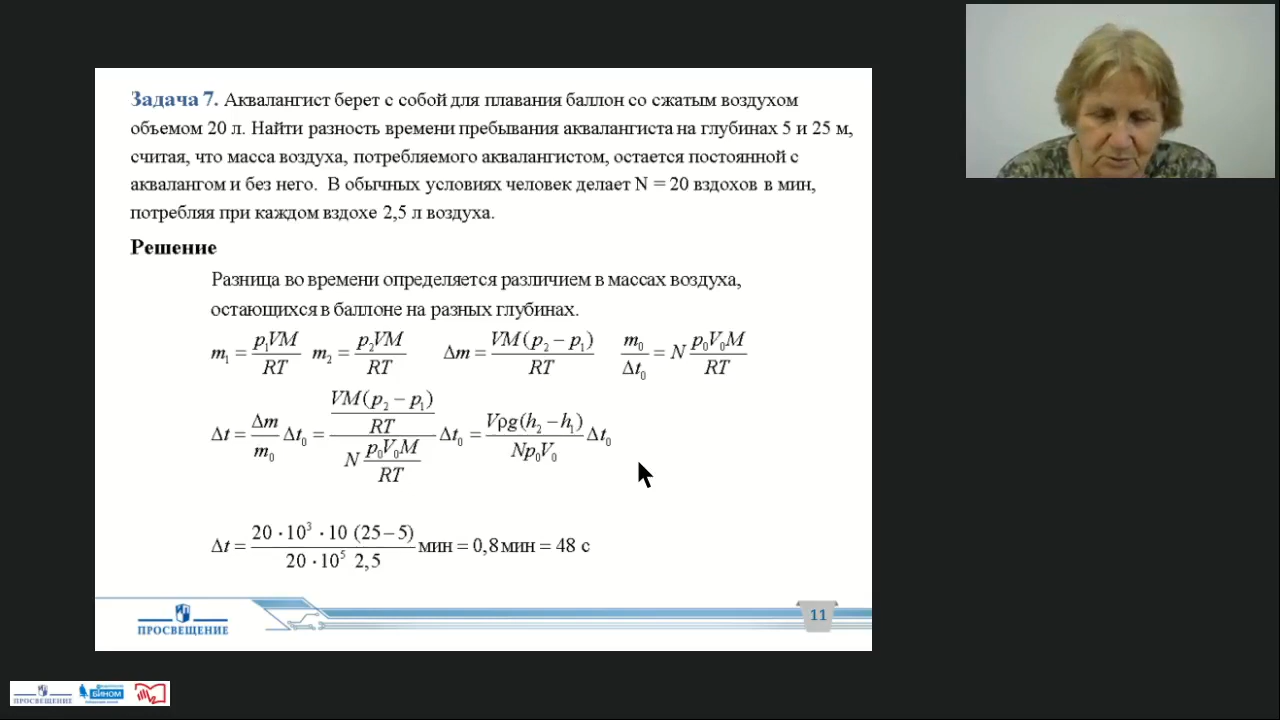 Задача 7. Аквалангист берет с собой для плавания баллон со сжатым воздухом
объемом 20 л. Найти разность времени пребывания аквалангиста на глубинах 5 и 25 м,
считая, что масса воздуха, потребляемого аквалангистом, остается постоянной с
аквалангом и без него. В обычных условиях человек делает N = 20 вздохов в мин,
потребляя при каждом вздохе 2,5 л воздуха.
Решение
Разница во времени определяется различием в массах воздуха,
остающихся в баллоне на разных глубинах.
m₁ = p₁VM / RT   m₂ = p₂VM / RT   Δm = VM(p₂ − p₁) / RT   m₀ / Δt₀ = N p₀V₀M / RT
Δt = Δm / m₀ Δt₀ = (VM(p₂ − p₁) / RT) / (N p₀V₀M / RT) Δt₀ = Vρg(h₂ − h₁) / Np₀V₀ Δt₀
Δt = 20 · 10³ · 10 (25 − 5) / 20 · 10⁵ 2,5 мин = 0,8 мин = 48 с
ПРОСВЕЩЕНИЕ
11
ПРОСВЕЩЕНИЕ
БИНОМ